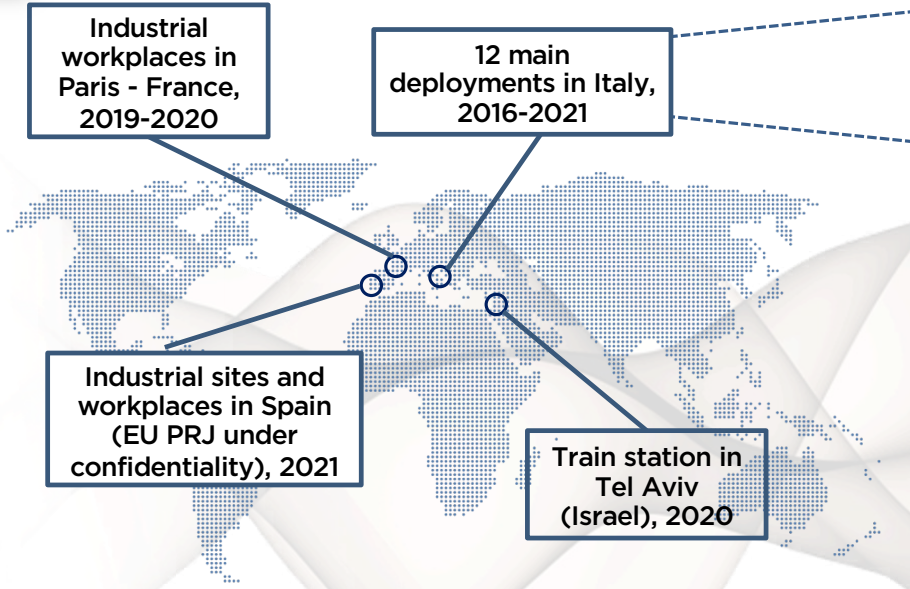 Industrial
workplaces in
Paris - France,
2019-2020
12 main
deployments in Italy,
2016-2021
Industrial sites and
workplaces in Spain
(EU PRJ under
confidentiality), 2021
Train station in
Tel Aviv
(Israel), 2020